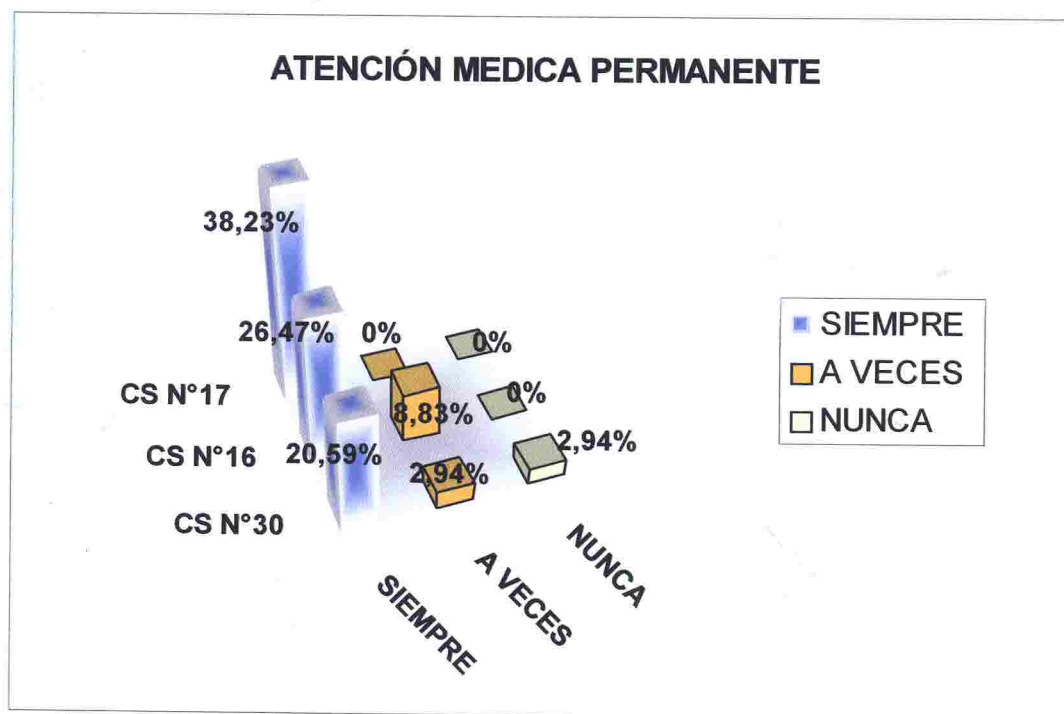 ATENCIÓN MEDICA PERMANENTE
38,23%
26,47%
0%
0%
CS N°17
8,83%
0%
CS N°16
20,59%
2,94%
2,94%
CS N°30
SIEMPRE
A VECES
NUNCA
SIEMPRE
A VECES
NUNCA